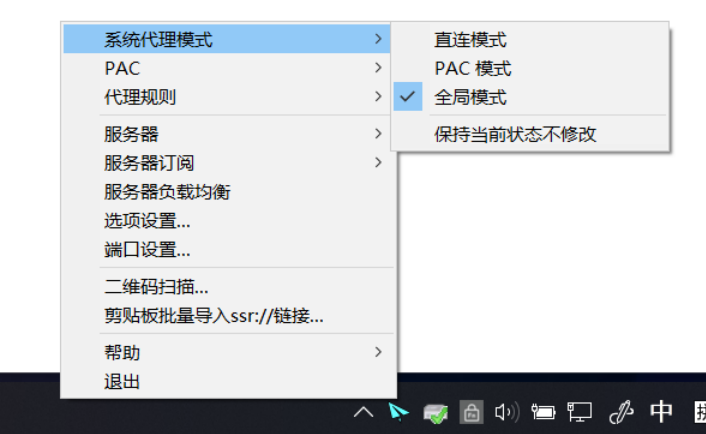 系统代理模式
PAC
代理规则
服务器
服务器订阅
服务器负载均衡
选项设置...
端口设置...
二维码扫描...
剪贴板批量导入ssr://链接...
帮助
退出
直连模式
PAC 模式
全局模式
保持当前状态不修改
中